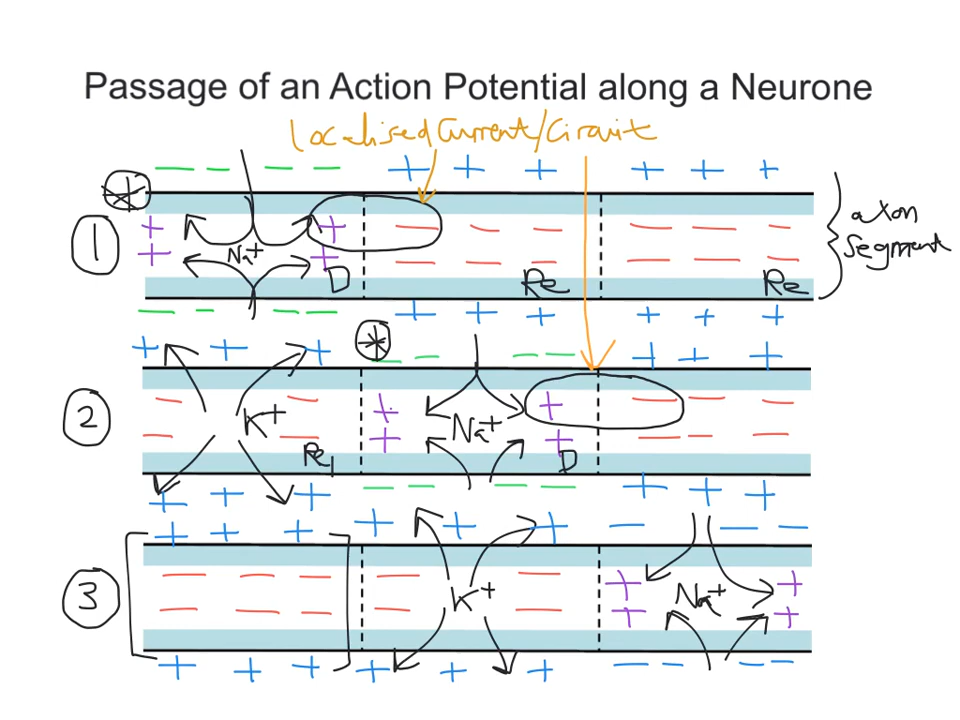 Passage of an Action Potential along a Neurone
Localised Current/Circuit
1
Na+
D
Re
Re
axon
segment
2
K+
Na+
D
3
K+
Na+